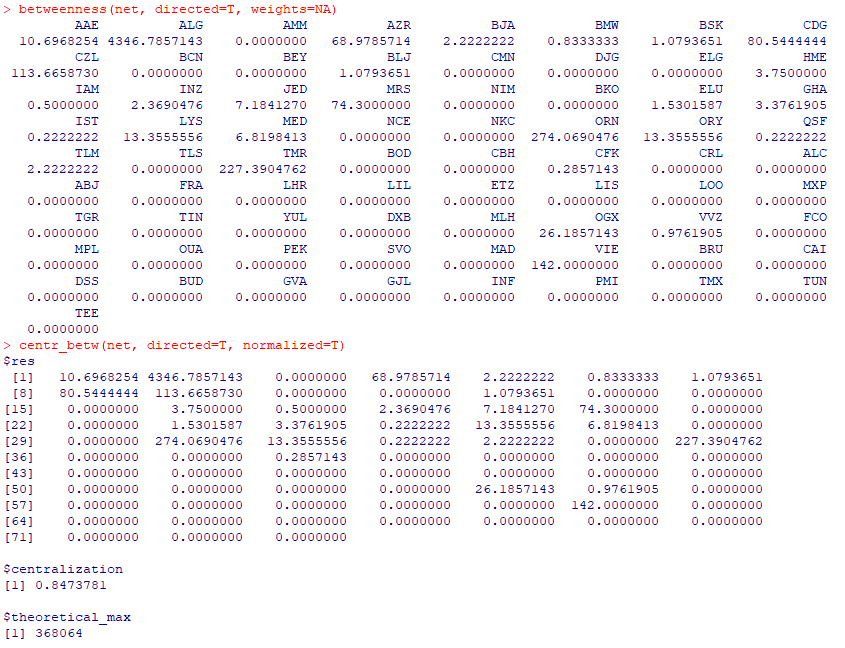 > betweenness(net, directed=T, weights=NA)
AAE ALG AMM AZR BJA BMW BSK CDG
10.6968254 4346.7857143 0.0000000 68.9785714 2.2222222 0.8333333 1.0793651 80.5444444
CZL BCN BEY BLJ CMN DJG ELG HME
113.6658730 0.0000000 0.0000000 1.0793651 0.0000000 0.0000000 0.0000000 3.7500000
IAM INZ JED MRS NIM BKO ELU GHA
0.5000000 2.3690476 7.1841270 74.3000000 0.0000000 0.0000000 1.5301587 3.3761905
IST LYS MED NCE NKC ORN ORY QSF
0.2222222 13.3555556 6.8198413 0.0000000 0.0000000 274.0690476 13.3555556 0.2222222
TLM TLS TMR BOD CBH CFK CRL ALC
2.2222222 0.0000000 227.3904762 0.0000000 0.0000000 0.2857143 0.0000000 0.0000000
ABJ FRA LHR LIL ETZ LIS LOO MXP
0.0000000 0.0000000 0.0000000 0.0000000 0.0000000 0.0000000 0.0000000 0.0000000
TGR TIN YUL DXB MLH OGX VVZ FCO
0.0000000 0.0000000 0.0000000 0.0000000 0.0000000 26.1857143 0.9761905 0.0000000
MPL OUA PEK SVO MAD VIE BRU CAI
0.0000000 0.0000000 0.0000000 0.0000000 0.0000000 142.0000000 0.0000000 0.0000000
DSS BUD GVA GJL INF PMI TMX TUN
0.0000000 0.0000000 0.0000000 0.0000000 0.0000000 0.0000000 0.0000000 0.0000000
TEE
0.0000000
> centr_betw(net, directed=T, normalized=T)
$res
[1] 10.6968254 4346.7857143 0.0000000 68.9785714 2.2222222 0.8333333 1.0793651
[8] 80.5444444 113.6658730 0.0000000 0.0000000 1.0793651 0.0000000 0.0000000
[15] 0.0000000 3.7500000 0.5000000 2.3690476 7.1841270 74.3000000 0.0000000
[22] 0.0000000 1.5301587 3.3761905 0.2222222 13.3555556 6.8198413 0.0000000
[29] 0.0000000 274.0690476 13.3555556 0.2222222 2.2222222 0.0000000 227.3904762
[36] 0.0000000 0.0000000 0.2857143 0.0000000 0.0000000 0.0000000 0.0000000
[43] 0.0000000 0.0000000 0.0000000 0.0000000 0.0000000 0.0000000 0.0000000
[50] 0.0000000 0.0000000 0.0000000 0.0000000 26.1857143 0.9761905 0.0000000
[57] 0.0000000 0.0000000 0.0000000 0.0000000 0.0000000 142.0000000 0.0000000
[64] 0.0000000 0.0000000 0.0000000 0.0000000 0.0000000 0.0000000 0.0000000
[71] 0.0000000 0.0000000 0.0000000
$centralization
[1] 0.8473781
$theoretical_max
[1] 368064